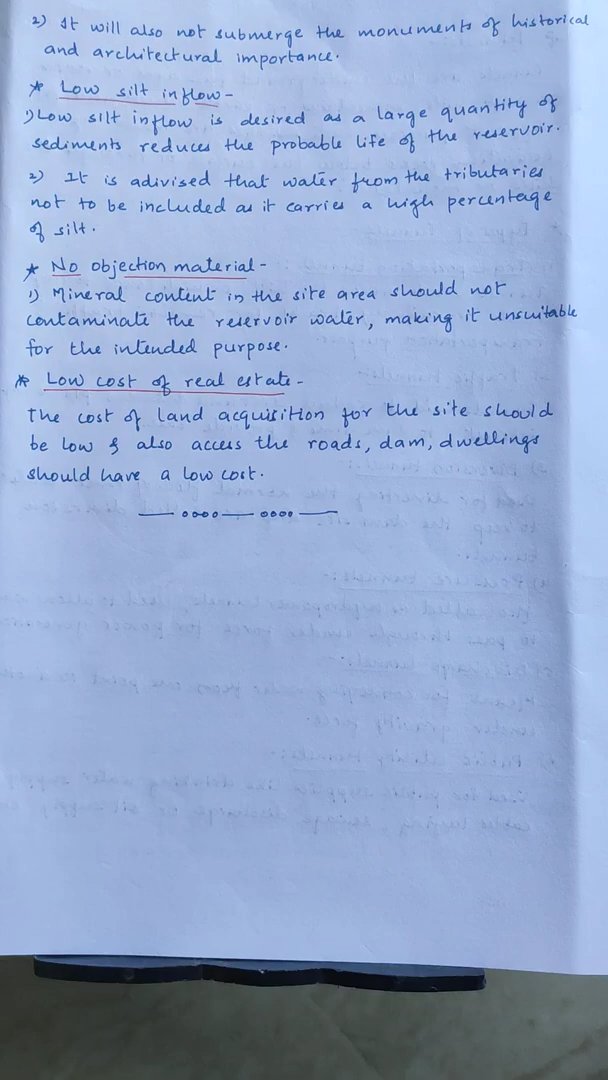 2) It will also not submerge the monuments of historical
and architectural importance.
* Low silt inflow -
1) Low silt inflow is desired as a large quantity of
sediments reduces the probable life of the reservoir.
2) It is adivised that water from the tributaries
not to be included as it carries a high percentage
of silt.
* No objection material -
1) Mineral content in the site area should not
contaminate the reservoir water, making it unsuitable
for the intended purpose.
* Low cost of real estate -
The cost of land acquisition for the site should
be low & also access the roads, dam, dwellings
should have a low cost.